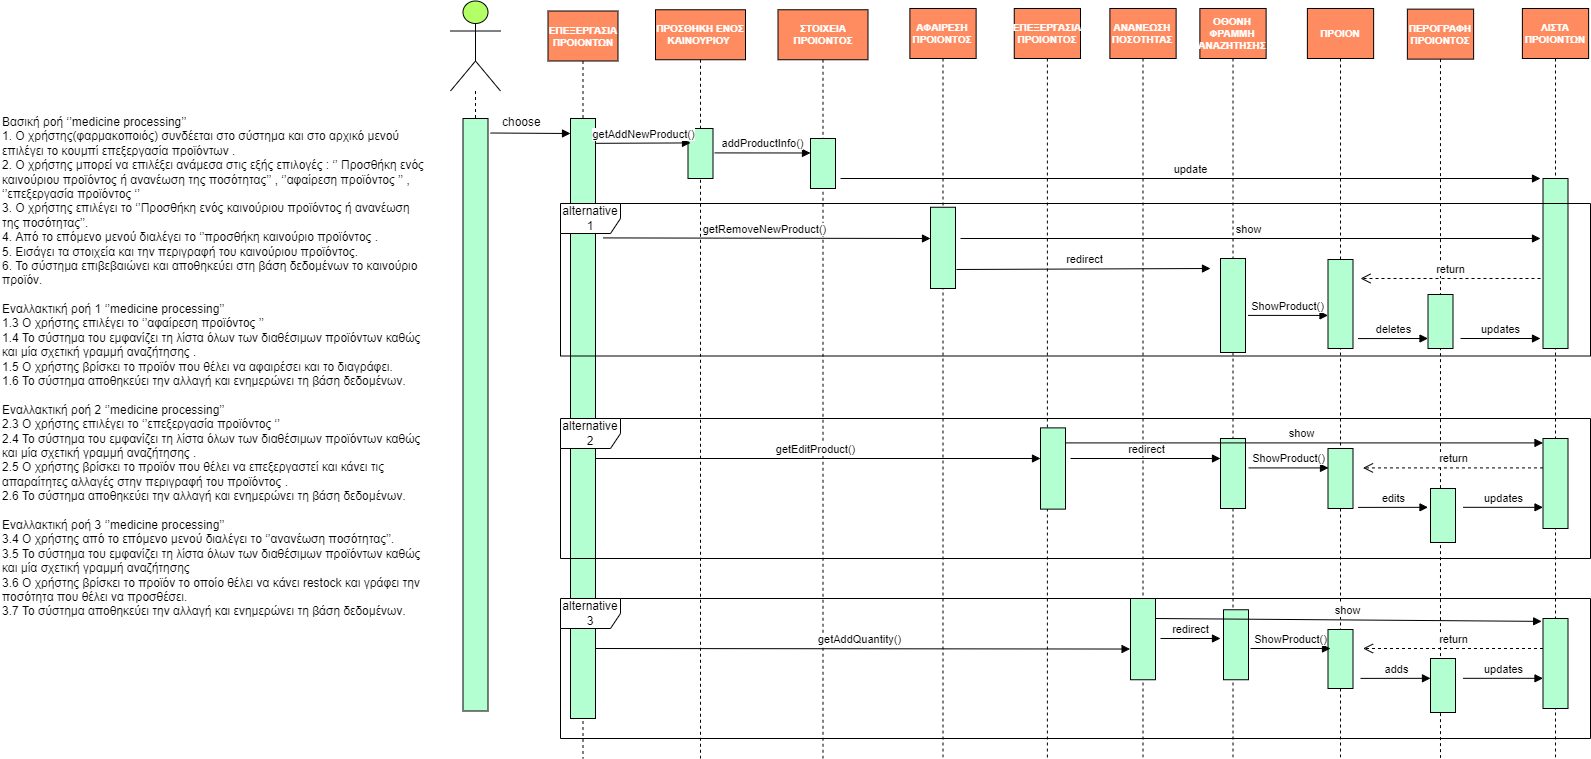 ΕΠΕΞΕΡΓΑΣΙΑ
ΠΡΟΙΟΝΤΩΝ
ΠΡΟΣΘΗΚΗ ΕΝΟΣ
ΚΑΙΝΟΥΡΙΟΥ
ΣΤΟΙΧΕΙΑ
ΠΡΟΙΟΝΤΟΣ
ΑΦΑΙΡΕΣΗ
ΠΡΟΙΟΝΤΟΣ
ΕΠΕΞΕΡΓΑΣΙΑ
ΠΡΟΙΟΝΤΟΣ
ΑΝΑΝΕΩΣΗ
ΠΟΣΟΤΗΤΑΣ
ΟΘΟΝΗ
ΦΡΑΜΜΗ
ΑΝΑΖΗΤΗΣΗΣ
ΠΡΟΙΟΝ
ΠΕΡΟΓΡΑΦΗ
ΠΡΟΙΟΝΤΟΣ
ΛΙΣΤΑ
ΠΡΟΙΟΝΤΩΝ
Βασική ροή ‘’medicine processing’’
1. Ο χρήστης(φαρμακοποιός) συνδέεται στο σύστημα και στο αρχικό μενού
επιλέγει το κουμπί επεξεργασία προϊόντων .
2. Ο χρήστης μπορεί να επιλέξει ανάμεσα στις εξής επιλογές : ‘’ Προσθήκη ενός
καινούριου προϊόντος ή ανανέωση της ποσότητας’’ , ‘’αφαίρεση προϊόντος ’’ ,
‘’επεξεργασία προϊόντος ‘’
3. Ο χρήστης επιλέγει το ‘’Προσθήκη ενός καινούριου προϊόντος ή ανανέωση
της ποσότητας’’.
4. Από το επόμενο μενού διαλέγει το ‘’προσθήκη καινούριο προϊόντος .
5. Εισάγει τα στοιχεία και την περιγραφή του καινούριου προϊόντος.
6. Το σύστημα επιβεβαιώνει και αποθηκεύει στη βάση δεδομένων το καινούριο
προϊόν.
Εναλλακτική ροή 1 ‘’medicine processing’’
1.3 Ο χρήστης επιλέγει το ‘’αφαίρεση προϊόντος ’’
1.4 Το σύστημα του εμφανίζει τη λίστα όλων των διαθέσιμων προϊόντων καθώς
και μία σχετική γραμμή αναζήτησης .
1.5 Ο χρήστης βρίσκει το προϊόν που θέλει να αφαιρέσει και το διαγράφει.
1.6 Το σύστημα αποθηκεύει την αλλαγή και ενημερώνει τη βάση δεδομένων.
Εναλλακτική ροή 2 ‘’medicine processing’’
2.3 Ο χρήστης επιλέγει το ‘’επεξεργασία προϊόντος ‘’
2.4 Το σύστημα του εμφανίζει τη λίστα όλων των διαθέσιμων προϊόντων καθώς
και μία σχετική γραμμή αναζήτησης .
2.5 Ο χρήστης βρίσκει το προϊόν που θέλει να επεξεργαστεί και κάνει τις
απαραίτητες αλλαγές στην περιγραφή του προϊόντος .
2.6 Το σύστημα αποθηκεύει την αλλαγή και ενημερώνει τη βάση δεδομένων.
Εναλλακτική ροή 3 ‘’medicine processing’’
3.4 Ο χρήστης από το επόμενο μενού διαλέγει το ‘’ανανέωση ποσότητας’’.
3.5 Το σύστημα του εμφανίζει τη λίστα όλων των διαθέσιμων προϊόντων καθώς
και μία σχετική γραμμή αναζήτησης
3.6 Ο χρήστης βρίσκει το προϊόν το οποίο θέλει να κάνει restock και γράφει την
ποσότητα που θέλει να προσθέσει.
3.7 Το σύστημα αποθηκεύει την αλλαγή και ενημερώνει τη βάση δεδομένων.
choose
getAddNewProduct()
addProductInfo()
update
alternative
1
getRemoveNewProduct()
show
redirect
return
ShowProduct()
deletes
updates
alternative
2
getEditProduct()
show
redirect
ShowProduct()
return
edits
updates
alternative
3
getAddQuantity()
show
redirect
ShowProduct()
return
adds
updates